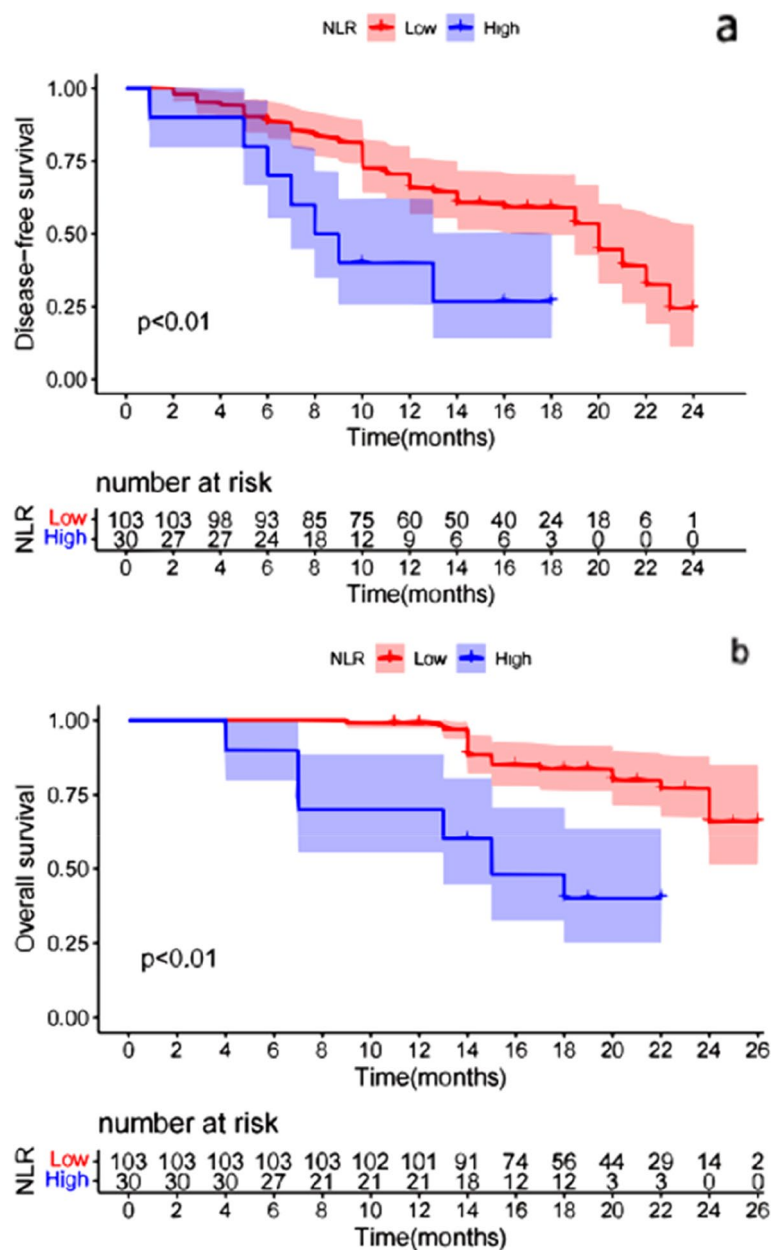 NLR Low High a
1.00
0.75
0.50
0.25
0.00
Disease-free survival
p<0.01
0 2 4 6 8 10 12 14 16 18 20 22 24
Time(months)
number at risk
NLR
Low 103 103 98 93 85 75 60 50 40 24 18 6 1
High 30 27 27 24 18 12 9 6 6 3 0 0 0
0 2 4 6 8 10 12 14 16 18 20 22 24
Time(months)
NLR Low High b
1.00
0.75
0.50
0.25
0.00
Overall survival
p<0.01
0 2 4 6 8 10 12 14 16 18 20 22 24 26
Time(months)
number at risk
NLR
Low 103 103 103 103 103 102 101 91 74 56 44 29 14 2
High 30 30 30 27 21 21 21 18 12 12 3 3 0 0
0 2 4 6 8 10 12 14 16 18 20 22 24 26
Time(months)